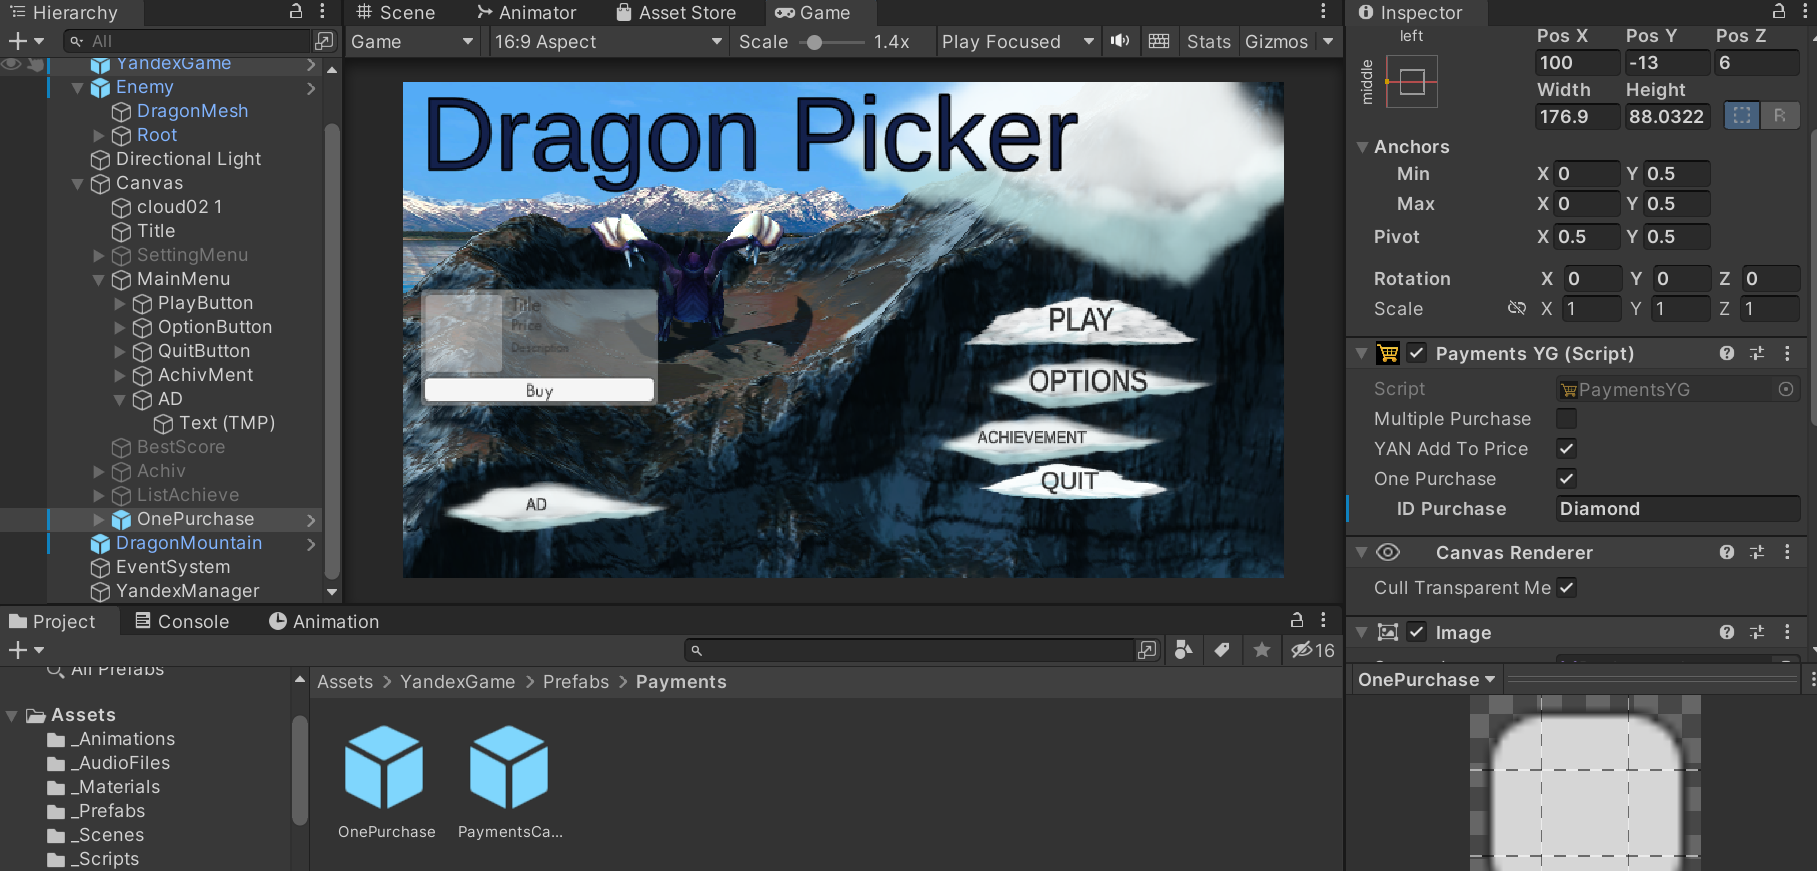 Hierarchy
All
YandexGame
Enemy
DragonMesh
Root
Directional Light
Canvas
cloud02 1
Title
SettingMenu
MainMenu
PlayButton
OptionButton
QuitButton
AchivMent
AD
Text (TMP)
BestScore
Achiv
ListAchieve
OnePurchase
DragonMountain
EventSystem
YandexManager
Scene
Animator
Asset Store
Game
Game
16:9 Aspect
Scale
1.4x
Play Focused
Stats
Gizmos
Dragon Picker
Title
Price
Description
Buy
PLAY
OPTIONS
ACHIEVEMENT
QUIT
AD
Project
Console
Animation
16
All Prefabs
Assets
_Animations
_AudioFiles
_Materials
_Prefabs
_Scenes
_Scripts
Assets > YandexGame > Prefabs > Payments
OnePurchase
PaymentsCa...
Inspector
left
middle
Pos X Pos Y Pos Z
100 -13 6
Width Height
176.9 88.0322 R
Anchors
Min X 0 Y 0.5
Max X 0 Y 0.5
Pivot X 0.5 Y 0.5
Rotation X 0 Y 0 Z 0
Scale X 1 Y 1 Z 1
Payments YG (Script)
Script PaymentsYG
Multiple Purchase
YAN Add To Price
One Purchase
ID Purchase Diamond
Canvas Renderer
Cull Transparent Me
Image
OnePurchase